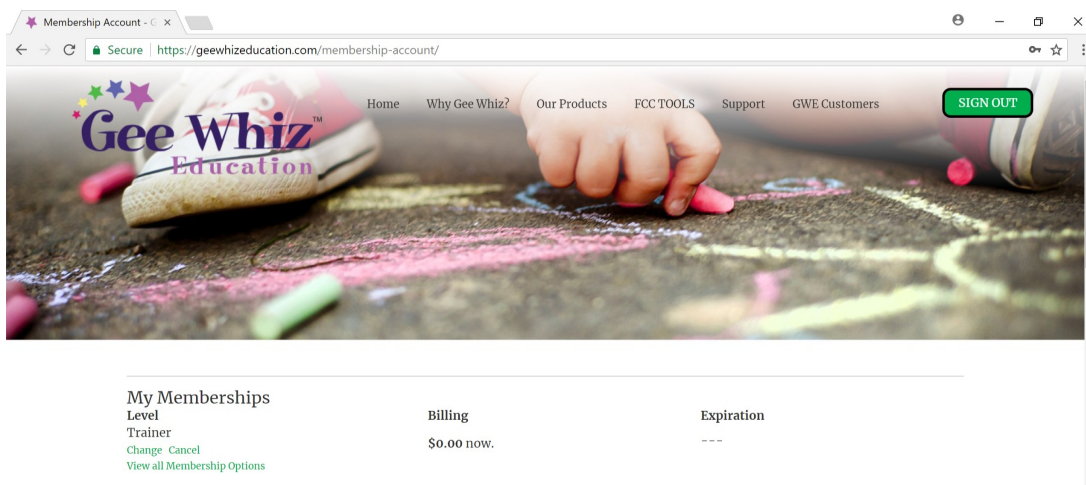 Membership Account - G
Secure https://geewhizeducation.com/membership-account/
Gee Whiz™
Education
Home Why Gee Whiz? Our Products FCC TOOLS Support GWE Customers SIGN OUT
My Memberships
Level Billing Expiration
Trainer $0.00 now. ---
Change Cancel
View all Membership Options